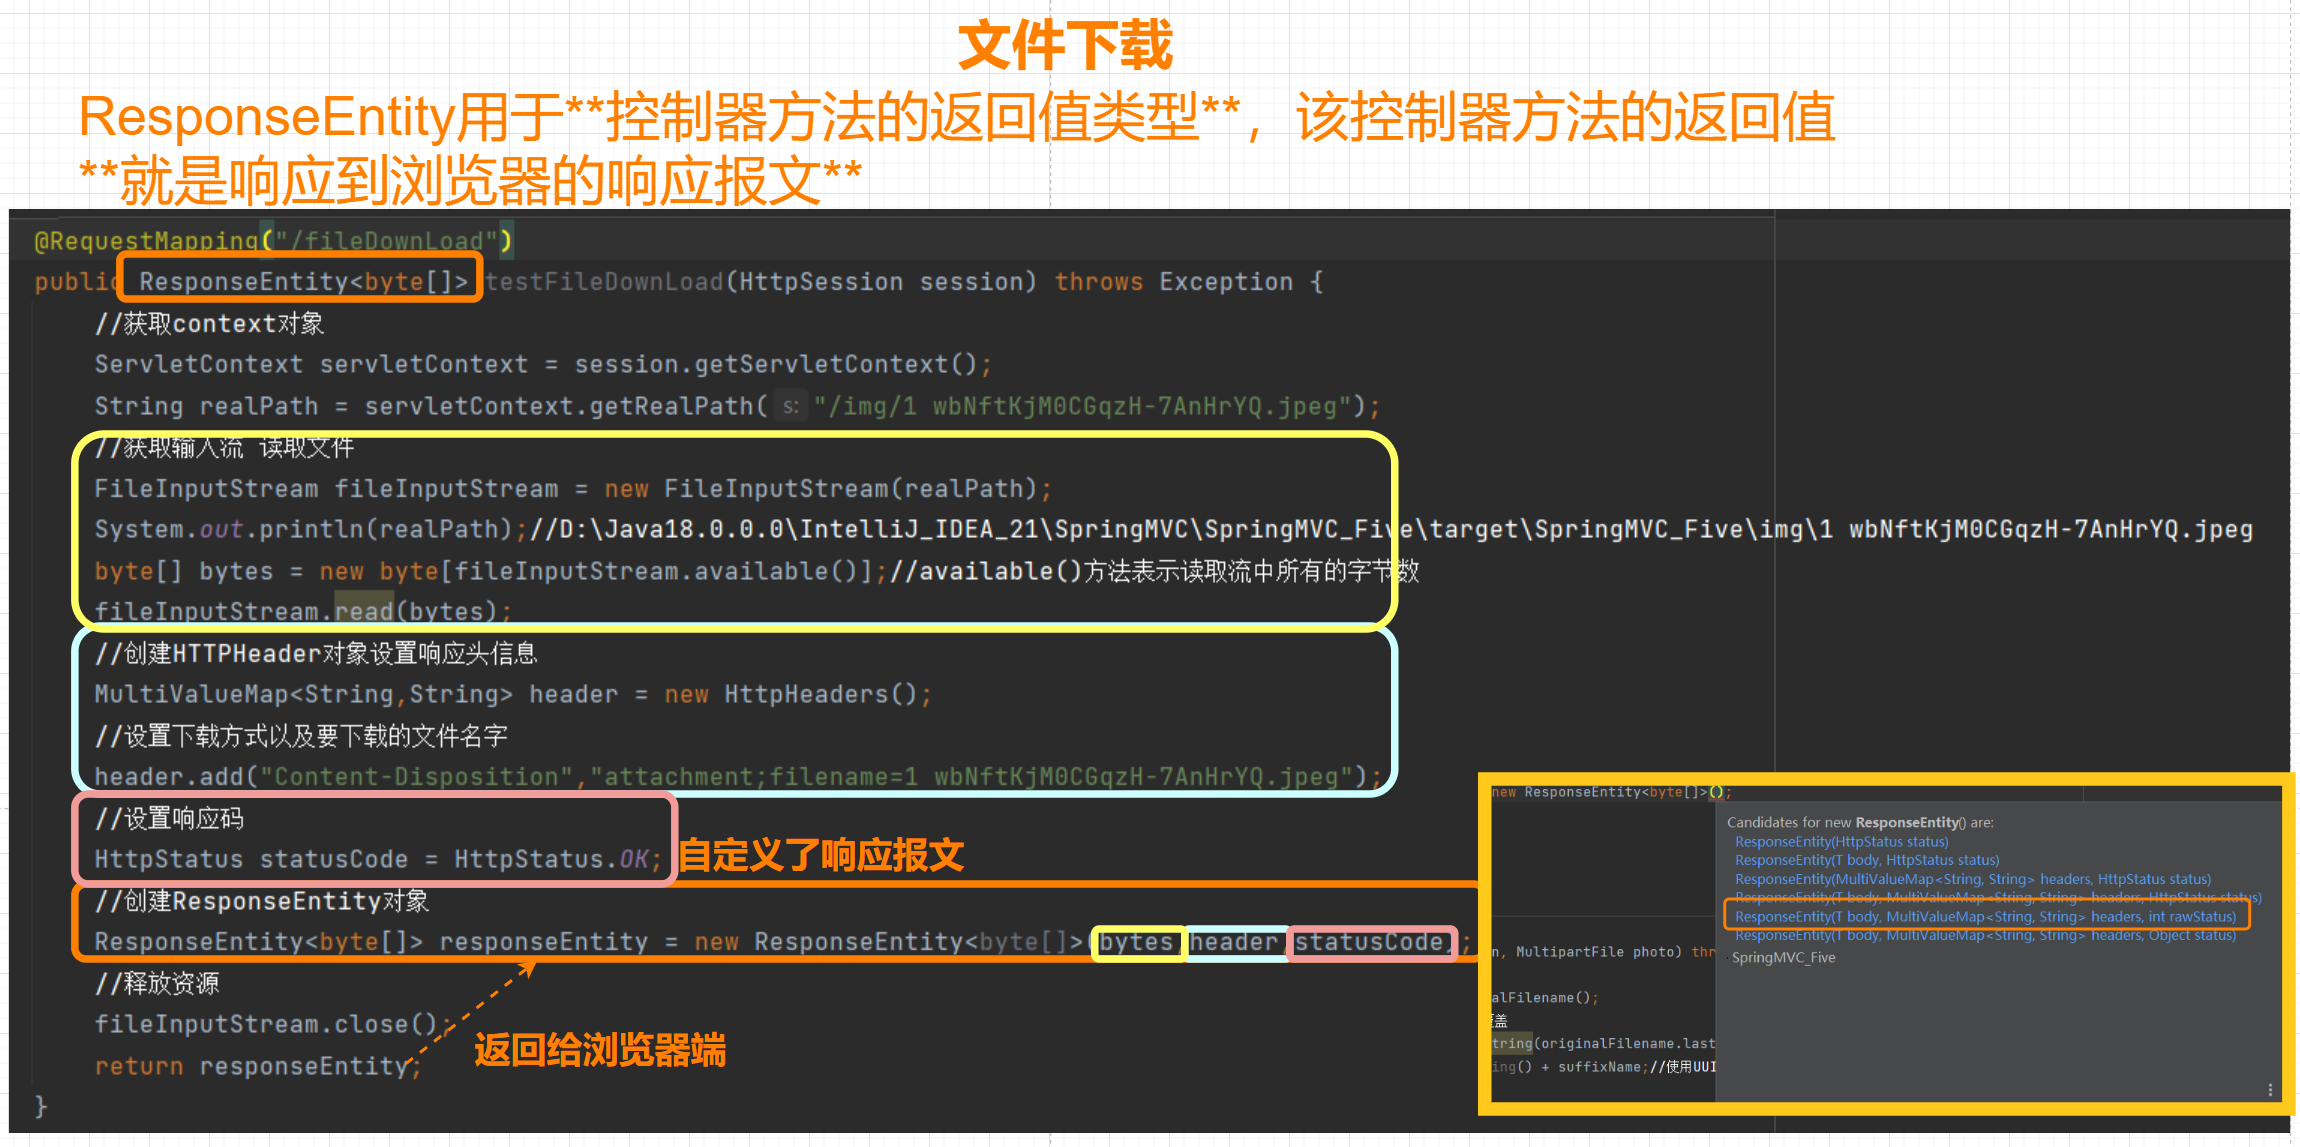 文件下载
ResponseEntity用于**控制器方法的返回值类型**，该控制器方法的返回值
**就是响应到浏览器的响应报文**
@RequestMapping("/fileDownLoad")
public ResponseEntity<byte[]> testFileDownLoad(HttpSession session) throws Exception {
//获取context对象
ServletContext servletContext = session.getServletContext();
String realPath = servletContext.getRealPath( s: "/img/1 wbNftKjM0CGqzH-7AnHrYQ.jpeg");
//获取输入流 读取文件
FileInputStream fileInputStream = new FileInputStream(realPath);
System.out.println(realPath);//D:\Java18.0.0.0\IntelliJ_IDEA_21\SpringMVC\SpringMVC_Five\target\SpringMVC_Five\img\1 wbNftKjM0CGqzH-7AnHrYQ.jpeg
byte[] bytes = new byte[fileInputStream.available()];//available()方法表示读取流中所有的字节数
fileInputStream.read(bytes);
//创建HTTPHeader对象设置响应头信息
MultiValueMap<String,String> header = new HttpHeaders();
//设置下载方式以及要下载的文件名字
header.add("Content-Disposition","attachment;filename=1 wbNftKjM0CGqzH-7AnHrYQ.jpeg");
//设置响应码
HttpStatus statusCode = HttpStatus.OK;
自定义了响应报文
//创建ResponseEntity对象
ResponseEntity<byte[]> responseEntity = new ResponseEntity<byte[]>(bytes,header,statusCode);
//释放资源
fileInputStream.close();
返回给浏览器端
return responseEntity;
}
new ResponseEntity<byte[]>();
Candidates for new ResponseEntity() are:
ResponseEntity(HttpStatus status)
ResponseEntity(T body, HttpStatus status)
ResponseEntity(MultiValueMap<String, String> headers, HttpStatus status)
ResponseEntity(T body, MultiValueMap<String, String> headers, HttpStatus status)
ResponseEntity(T body, MultiValueMap<String, String> headers, int rawStatus)
ResponseEntity(T body, MultiValueMap<String, String> headers, Object status)
SpringMVC_Five
n, MultipartFile photo) thr
alFilename();
盖
tring(originalFilename.last
ing() + suffixName;//使用UUI